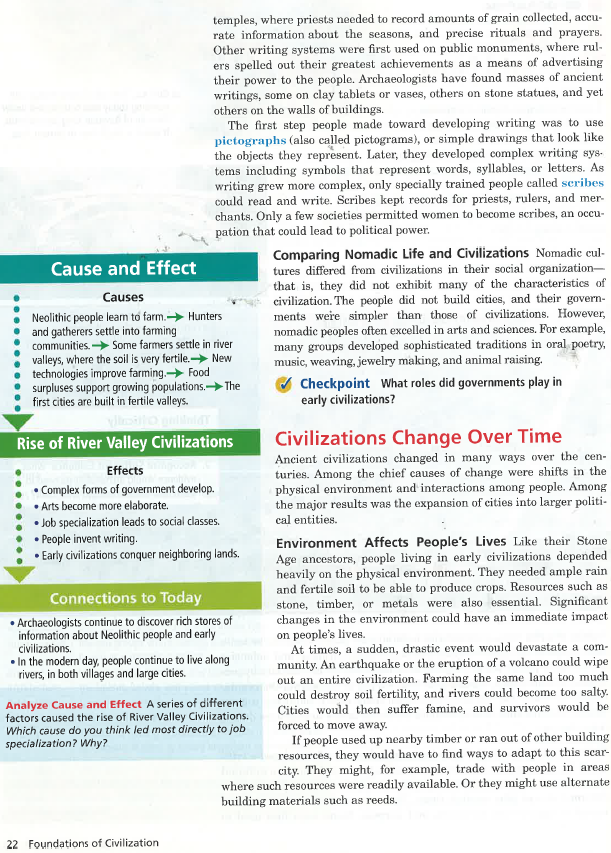 temples, where priests needed to record amounts of grain collected, accu-
rate information about the seasons, and precise rituals and prayers.
Other writing systems were first used on public monuments, where rul-
ers spelled out their greatest achievements as a means of advertising
their power to the people. Archaeologists have found masses of ancient
writings, some on clay tablets or vases, others on stone statues, and yet
others on the walls of buildings.
The first step people made toward developing writing was to use
pictographs (also called pictograms), or simple drawings that look like
the objects they represent. Later, they developed complex writing sys-
tems including symbols that represent words, syllables, or letters. As
writing grew more complex, only specially trained people called scribes
could read and write. Scribes kept records for priests, rulers, and mer-
chants. Only a few societies permitted women to become scribes, an occu-
pation that could lead to political power.
Cause and Effect
Causes
Neolithic people learn to farm. → Hunters
and gatherers settle into farming
communities. → Some farmers settle in river
valleys, where the soil is very fertile. → New
technologies improve farming. → Food
surpluses support growing populations. → The
first cities are built in fertile valleys.
Rise of River Valley Civilizations
Effects
• Complex forms of government develop.
• Arts become more elaborate.
• Job specialization leads to social classes.
• People invent writing.
• Early civilizations conquer neighboring lands.
Connections to Today
• Archaeologists continue to discover rich stores of
information about Neolithic people and early
civilizations.
• In the modern day, people continue to live along
rivers, in both villages and large cities.
Analyze Cause and Effect A series of different
factors caused the rise of River Valley Civilizations.
Which cause do you think led most directly to job
specialization? Why?
Comparing Nomadic Life and Civilizations Nomadic cul-
tures differed from civilizations in their social organization—
that is, they did not exhibit many of the characteristics of
civilization. The people did not build cities, and their govern-
ments were simpler than those of civilizations. However,
nomadic peoples often excelled in arts and sciences. For example,
many groups developed sophisticated traditions in oral poetry,
music, weaving, jewelry making, and animal raising.
Checkpoint What roles did governments play in
early civilizations?
Civilizations Change Over Time
Ancient civilizations changed in many ways over the cen-
turies. Among the chief causes of change were shifts in the
physical environment and interactions among people. Among
the major results was the expansion of cities into larger politi-
cal entities.
Environment Affects People's Lives Like their Stone
Age ancestors, people living in early civilizations depended
heavily on the physical environment. They needed ample rain
and fertile soil to be able to produce crops. Resources such as
stone, timber, or metals were also essential. Significant
changes in the environment could have an immediate impact
on people's lives.
At times, a sudden, drastic event would devastate a com-
munity. An earthquake or the eruption of a volcano could wipe
out an entire civilization. Farming the same land too much
could destroy soil fertility, and rivers could become too salty.
Cities would then suffer famine, and survivors would be
forced to move away.
If people used up nearby timber or ran out of other building
resources, they would have to find ways to adapt to this scar-
city. They might, for example, trade with people in areas
where such resources were readily available. Or they might use alternate
building materials such as reeds.
22 Foundations of Civilization